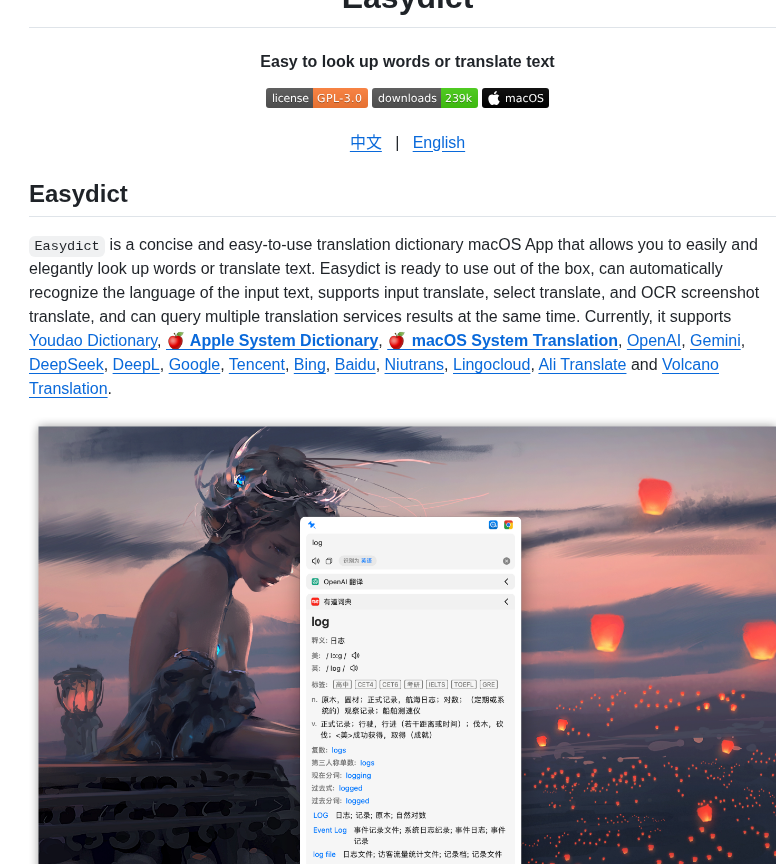 Easydict
Easy to look up words or translate text
license GPL-3.0 downloads 239k macOS
中文 | English
Easydict
Easydict is a concise and easy-to-use translation dictionary macOS App that allows you to easily and
elegantly look up words or translate text. Easydict is ready to use out of the box, can automatically
recognize the language of the input text, supports input translate, select translate, and OCR screenshot
translate, and can query multiple translation services results at the same time. Currently, it supports
Youdao Dictionary, 🍎 Apple System Dictionary, 🍎 macOS System Translation, OpenAI, Gemini,
DeepSeek, DeepL, Google, Tencent, Bing, Baidu, Niutrans, Lingocloud, Ali Translate and Volcano
Translation.
log
识别为 英语
OpenAI 翻译
有道词典
log
释义: 日志
美: / lɔːɡ /
英: / lɒɡ /
标签: 高中 CET4 CET6 考研 IELTS TOEFL GRE
n. 原木, 圆材; 正式记录, 航海日志; 对数; （定期或系
统的）观察记录; 船舶测速仪
v. 正式记录; 行驶, 行进（若干距离或时间）; 伐木, 砍
伐; <美>成功获得, 取得（成就）
复数: logs
第三人称单数: logs
现在分词: logging
过去式: logged
过去分词: logged
LOG 日志; 记录; 原木; 自然对数
Event Log 事件记录文件; 系统日志纪录; 事件日志; 事件
记录
log file 日志文件; 访客流量统计文件; 记录档; 记录文件